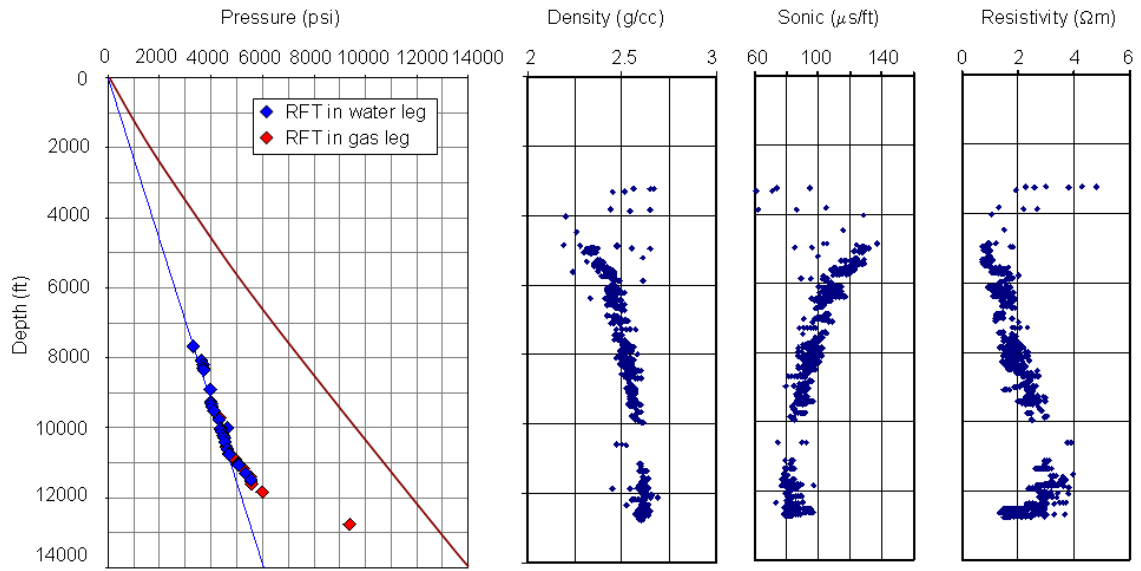 Pressure (psi)
Density (g/cc)
Sonic (μs/ft)
Resistivity (Ωm)
0 2000 4000 6000 8000 10000 12000 14000
2 2.5 3
60 100 140
0 2 4 6
0
2000
4000
6000
8000
10000
12000
14000
Depth (ft)
RFT in water leg
RFT in gas leg